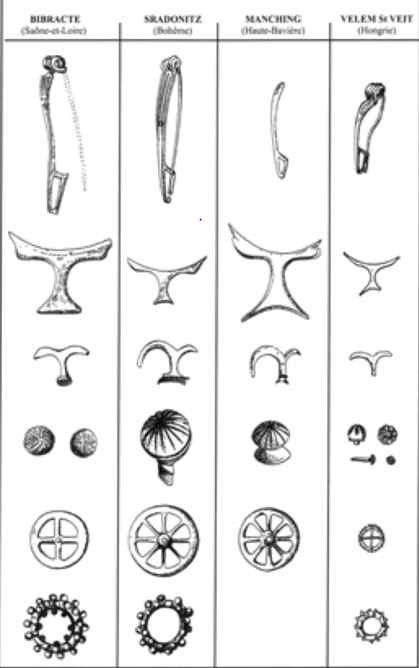 BIBRACTE
(Saône-et-Loire)
SRADONITZ
(Bohême)
MANCHING
(Haute-Bavière)
VELEM St VEIT
(Hongrie)